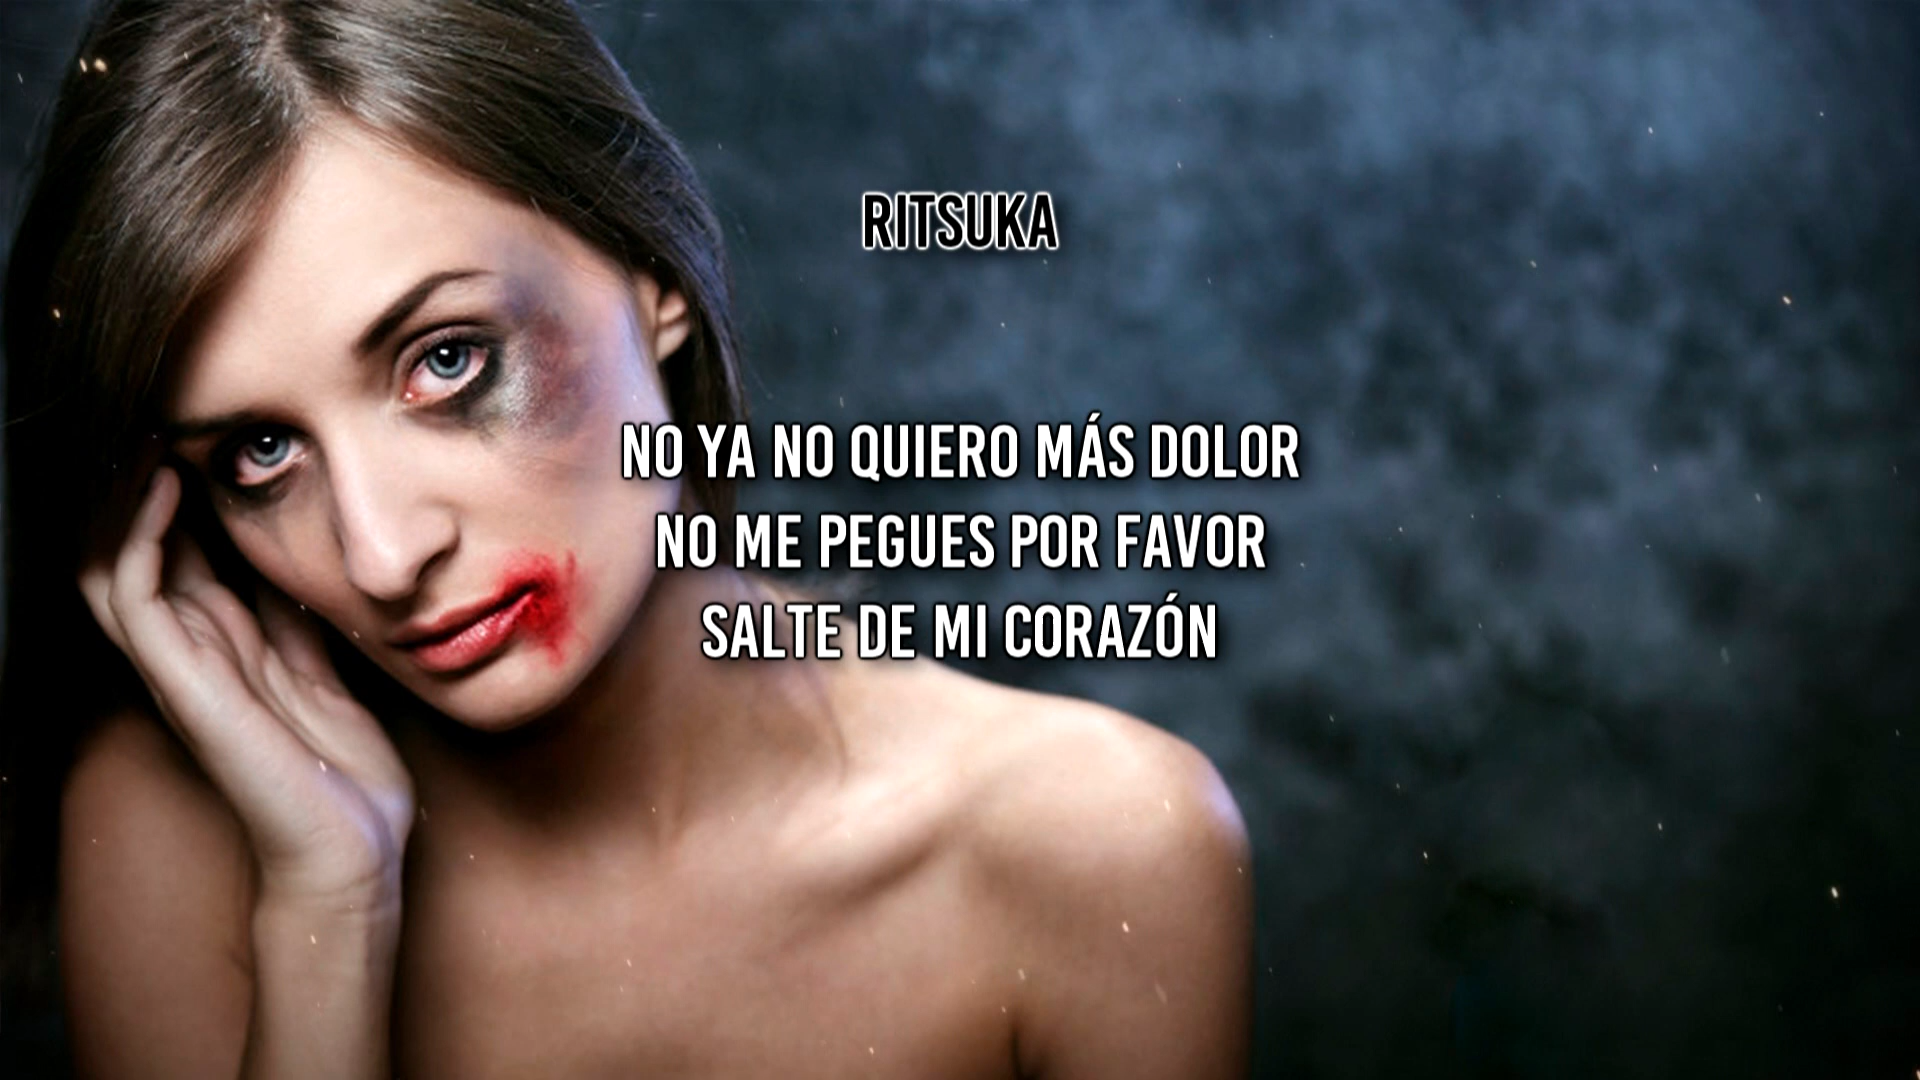 RITSUKA
NO YA NO QUIERO MÁS DOLOR
NO ME PEGUES POR FAVOR
SALTE DE MI CORAZÓN